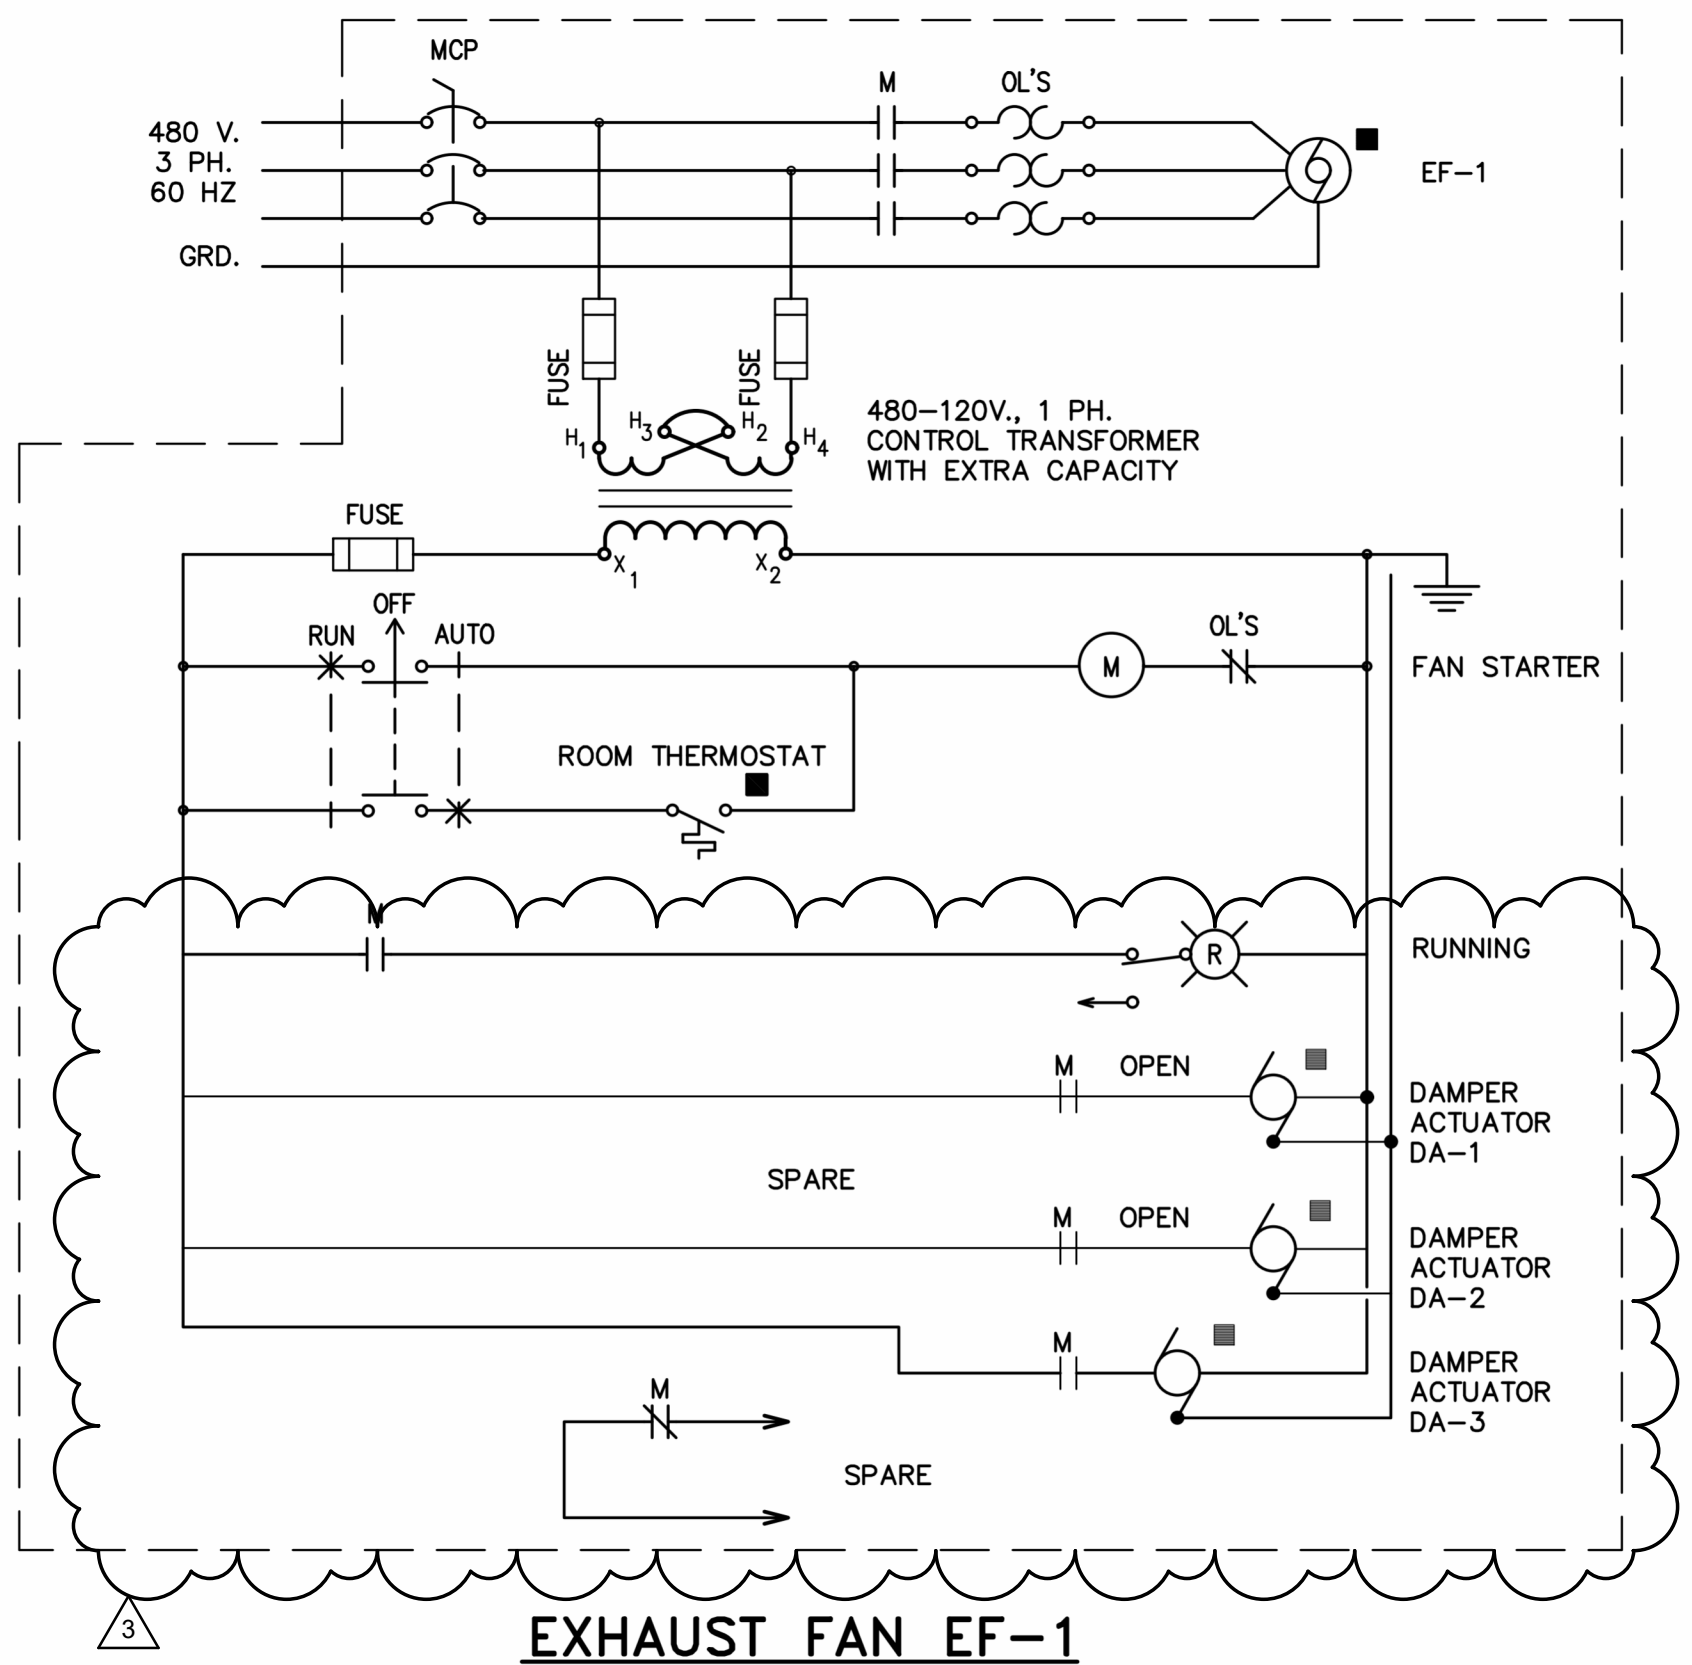 MCP
M
OL'S
480 V.
3 PH.
60 HZ
EF-1
GRD.
FUSE
FUSE
H1
H3
H2
H4
480-120V., 1 PH.
CONTROL TRANSFORMER
WITH EXTRA CAPACITY
FUSE
X1
X2
OFF
RUN
AUTO
OL'S
M
FAN STARTER
ROOM THERMOSTAT
M
R
RUNNING
M
OPEN
DAMPER
ACTUATOR
DA-1
SPARE
M
OPEN
DAMPER
ACTUATOR
DA-2
M
DAMPER
ACTUATOR
DA-3
M
SPARE
3
EXHAUST FAN EF-1